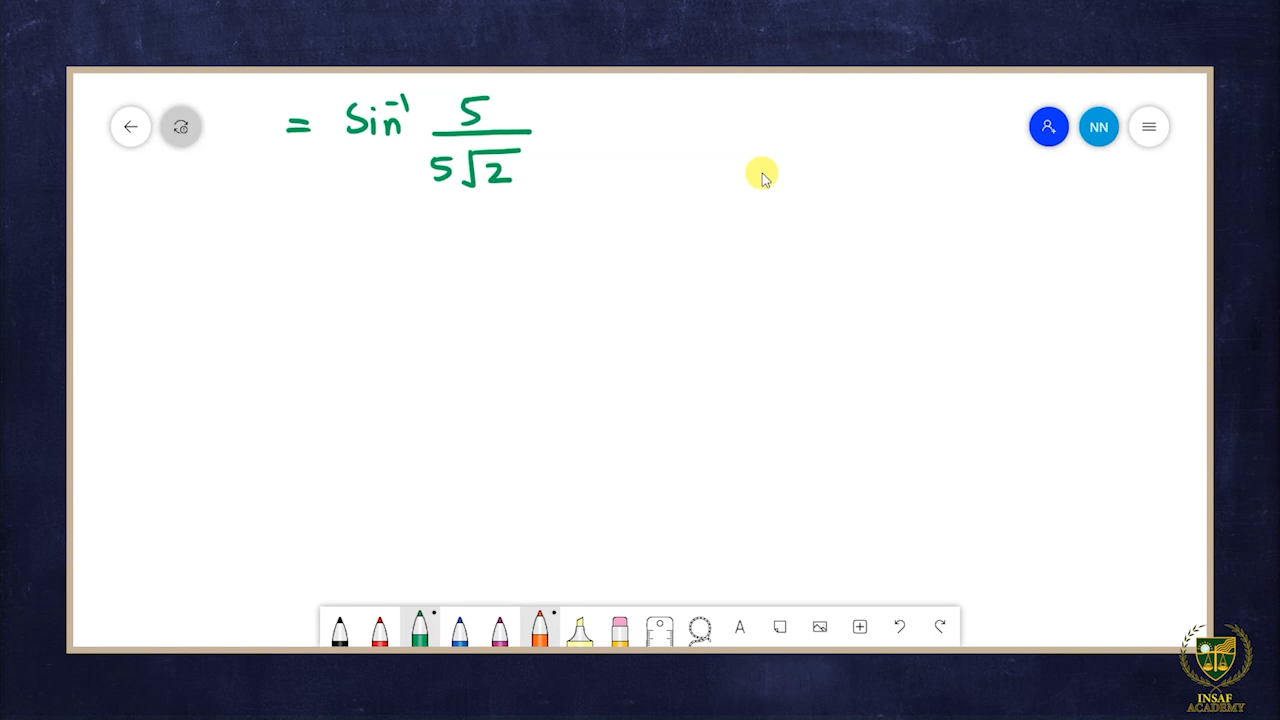 = Sin⁻¹ 5/5√2
NN
A
INSAF
ACADEMY